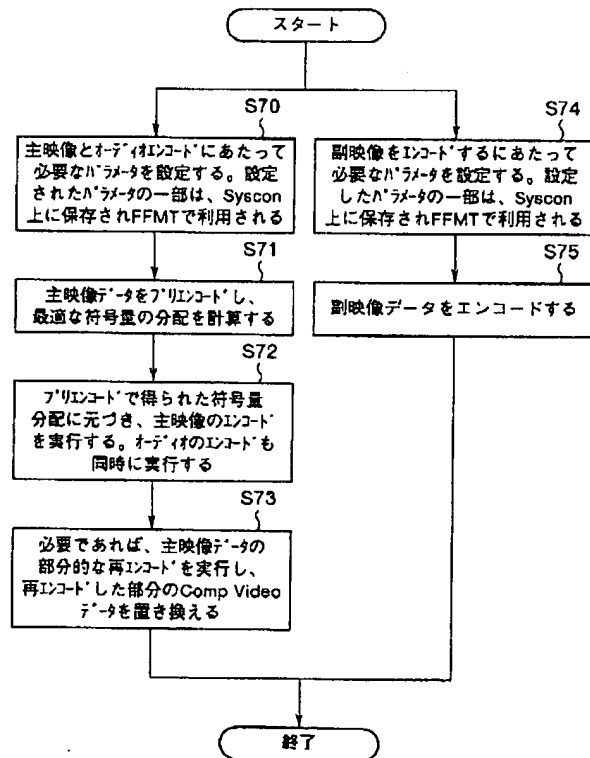 スタート
S70
主映像とオーディオエンコードにあたって
必要なパラメータを設定する。設定
されたパラメータの一部は、Syscon
上に保存されFFMTで利用される
S71
主映像データをプリエンコードし、
最適な符号量の分配を計算する
S72
プリエンコードで得られた符号量
分配に元づき、主映像のエンコード
を実行する。オーディオのエンコードも
同時に実行する
S73
必要であれば、主映像データの
部分的な再エンコードを実行し、
再エンコードした部分のComp Video
データを置き換える
S74
副映像をエンコードするにあたって
必要なパラメータを設定する。設定
したパラメータの一部は、Syscon
上に保存されFFMTで利用される
S75
副映像データをエンコードする
終了